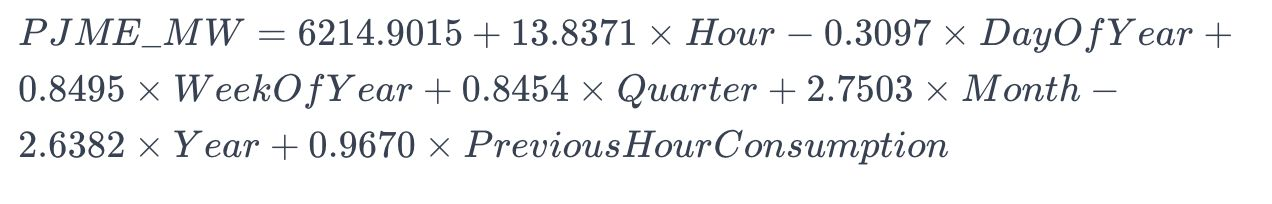 PJME_MW = 6214.9015 + 13.8371 × Hour − 0.3097 × DayOfYear +
0.8495 × WeekOfYear + 0.8454 × Quarter + 2.7503 × Month −
2.6382 × Year + 0.9670 × PreviousHourConsumption